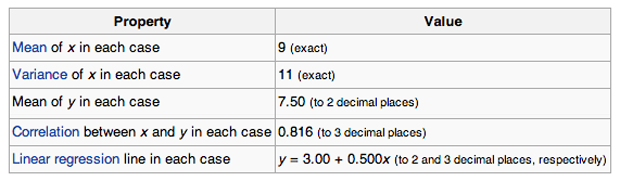 Property Value
Mean of x in each case 9 (exact)
Variance of x in each case 11 (exact)
Mean of y in each case 7.50 (to 2 decimal places)
Correlation between x and y in each case 0.816 (to 3 decimal places)
Linear regression line in each case y = 3.00 + 0.500x (to 2 and 3 decimal places, respectively)